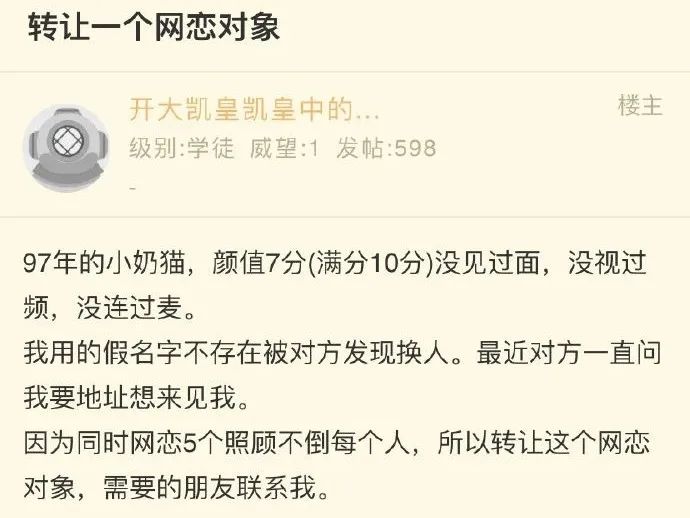 转让一个网恋对象
开大凯皇凯皇中的...
楼主
级别:学徒 威望:1 发帖:598
-
97年的小奶猫，颜值7分(满分10分)没见过面，没视过
频，没连过麦。
我用的假名字不存在被对方发现换人。最近对方一直问
我要地址想来见我。
因为同时网恋5个照顾不倒每个人，所以转让这个网恋
对象，需要的朋友联系我。